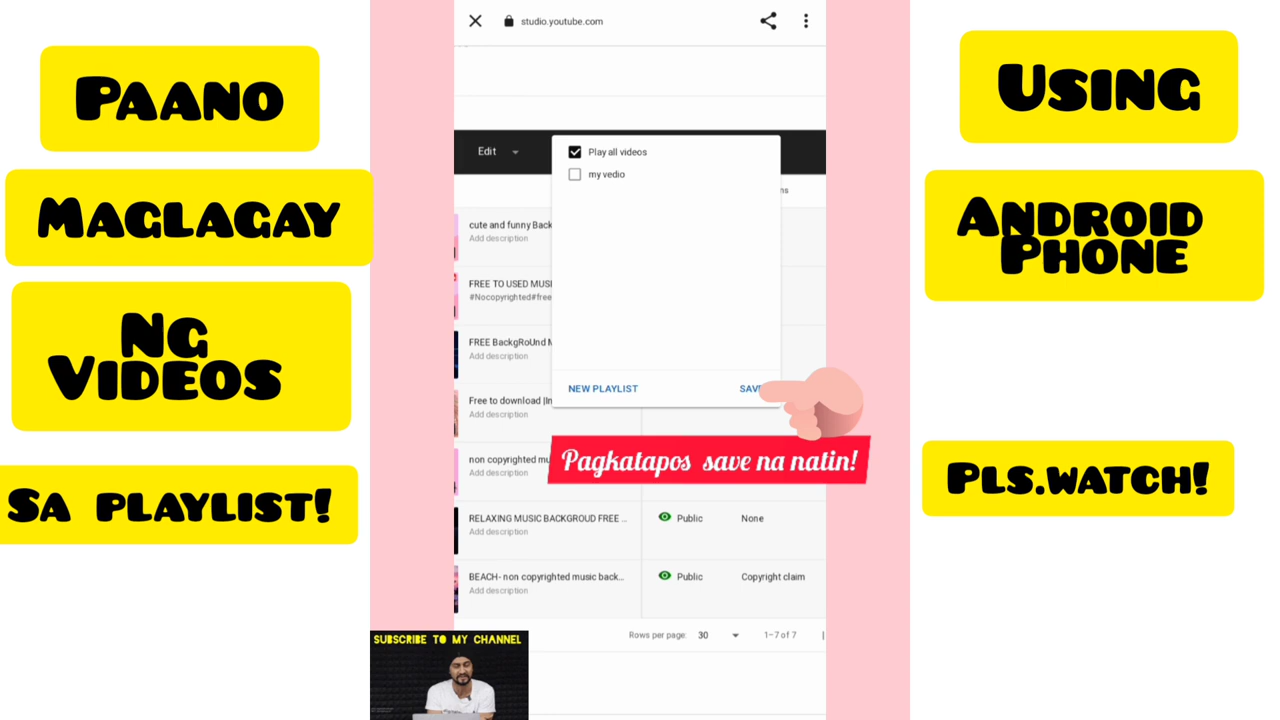 Paano
Maglagay
Ng
Videos
Sa playlist!
studio.youtube.com
Edit
Play all videos
my vedio
NEW PLAYLIST
cute and funny Back
Add description
FREE TO USED MUSI
#Nocopyrighted#free
FREE BackgRoUnd M
Add description
Free to download |In
Add description
Pagkatapos save na natin!
non copyrighted mu
Add description
RELAXING MUSIC BACKGROUD FREE ...
Public
None
Add description
BEACH- non copyrighted music back...
Public
Copyright claim
Add description
Rows per page: 30
1–7 of 7
SUBSCRIBE TO MY CHANNEL
Using
Android
Phone
Pls.watch!